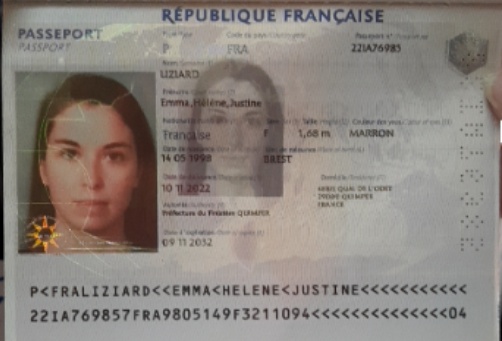 RÉPUBLIQUE FRANÇAISE
PASSEPORT
PASSPORT
P FRA 22IA76985
LIZIARD
Emma, Hélène, Justine
Française F 1,68 m MARRON
14 05 1998 BREST
10 11 2022
QUAI DE L'ODET
29000 QUIMPER
FRANCE
Préfecture du Finistère QUIMPER
09 11 2032
P<FRALIZIARD<<EMMA<HELENE<JUSTINE<<<<<<<<<<<
22IA769857FRA9805149F3211094<<<<<<<<<<<<<<04